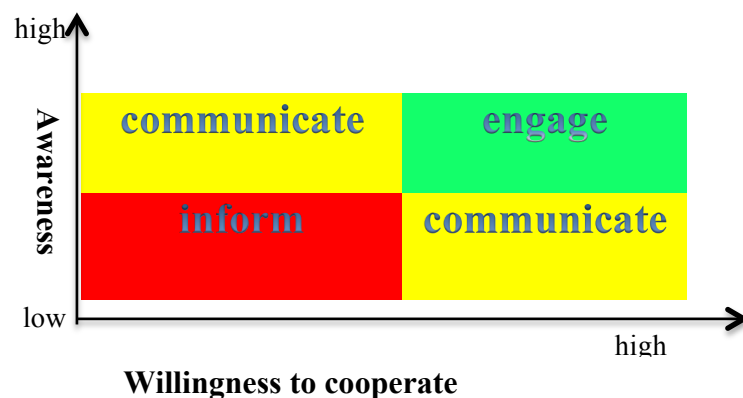 high
communicate engage
Awareness
inform communicate
low
high
Willingness to cooperate